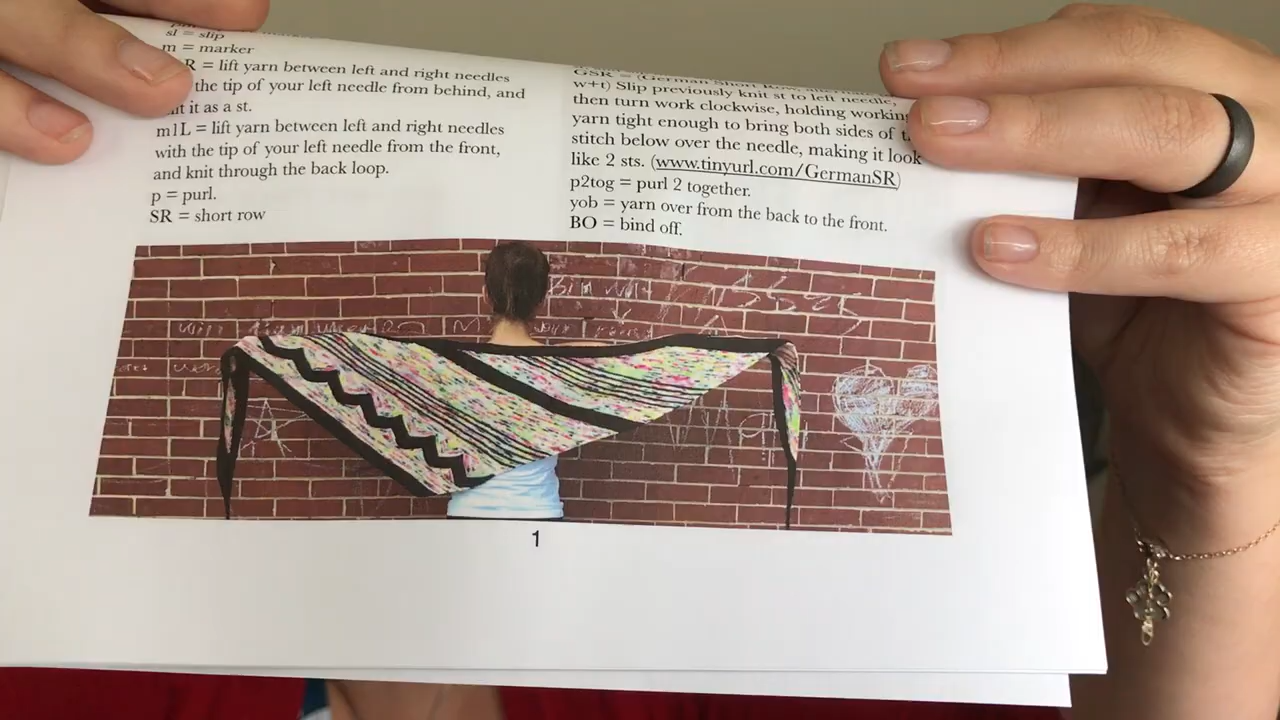 sl = slip
m = marker
R = lift yarn between left and right needles
the tip of your left needle from behind, and
it as a st.
m1L = lift yarn between left and right needles
with the tip of your left needle from the front,
and knit through the back loop.
p = purl.
SR = short row
GSR = (German Short
w+t) Slip previously knit st to left needle,
then turn work clockwise, holding working
yarn tight enough to bring both sides of
stitch below over the needle, making it look
like 2 sts. (www.tinyurl.com/GermanSR)
p2tog = purl 2 together.
yob = yarn over from the back to the front.
BO = bind off.
1